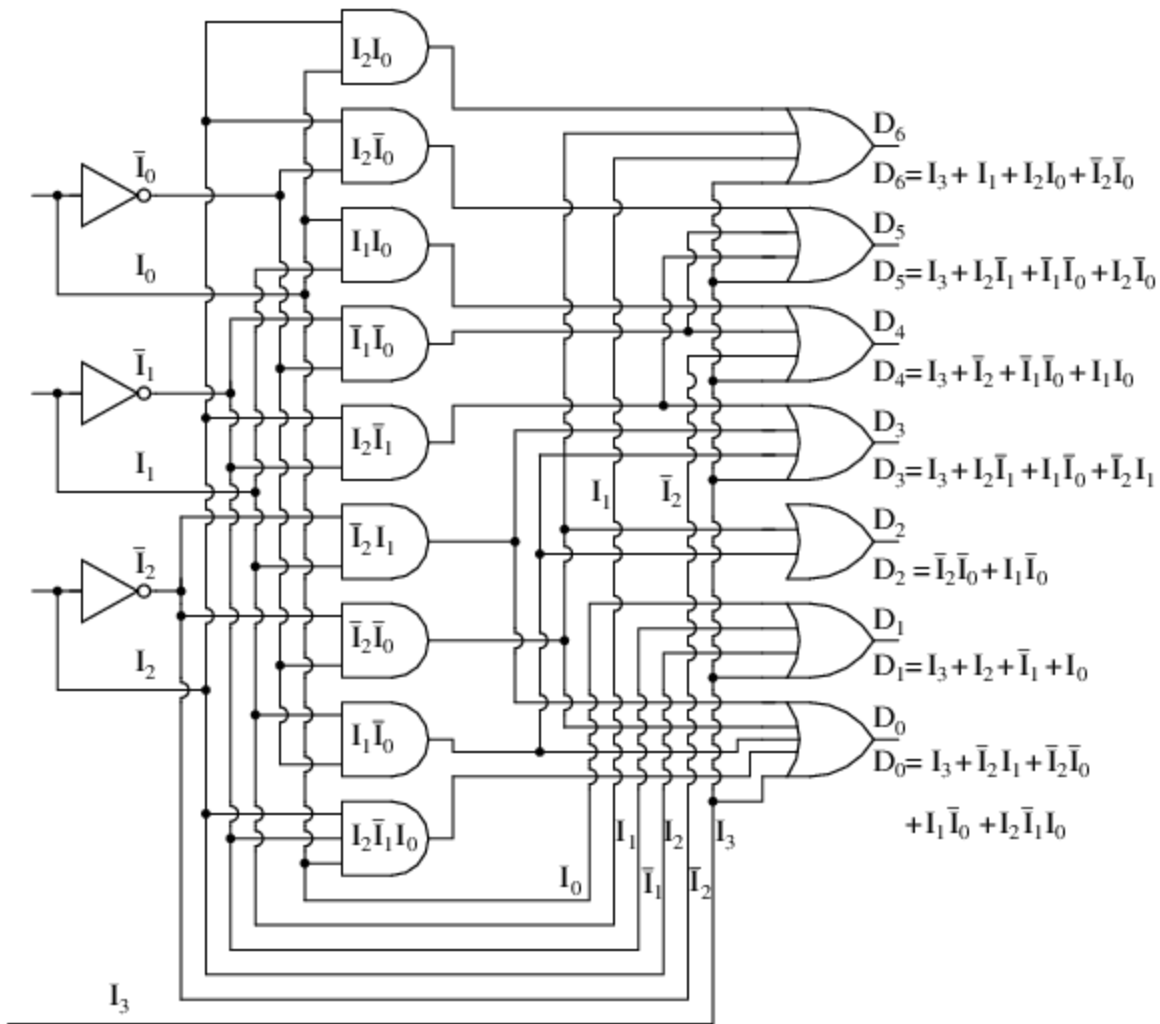 I₂I₀
I₂Ī₀
I₁I₀
Ī₁Ī₀
I₂Ī₁
Ī₂I₁
Ī₂Ī₀
I₁Ī₀
I₂Ī₁I₀
Ī₀
I₀
Ī₁
I₁
Ī₂
I₂
I₃
I₁
Ī₂
I₀
I₁
Ī₁
I₂
Ī₂
I₃
D₆
D₆= I₃+ I₁+I₂I₀+Ī₂Ī₀
D₅
D₅= I₃+I₂Ī₁+Ī₁Ī₀+I₂Ī₀
D₄
D₄= I₃+Ī₂+Ī₁Ī₀+I₁I₀
D₃
D₃= I₃+I₂Ī₁+I₁Ī₀+Ī₂I₁
D₂
D₂ =Ī₂Ī₀+I₁Ī₀
D₁
D₁= I₃+I₂+Ī₁+I₀
D₀
D₀= I₃+Ī₂I₁+Ī₂Ī₀
+I₁Ī₀ +I₂Ī₁I₀